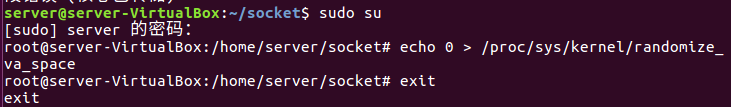 server@server-VirtualBox:~/socket$ sudo su
[sudo] server 的密码：
root@server-VirtualBox:/home/server/socket# echo 0 > /proc/sys/kernel/randomize_
va_space
root@server-VirtualBox:/home/server/socket# exit
exit